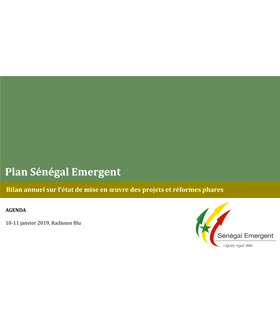 Plan Sénégal Emergent
Bilan annuel sur l'état de mise en œuvre des projets et réformes phares
AGENDA
10-11 janvier 2019, Radisson Blu
Sénégal Emergent